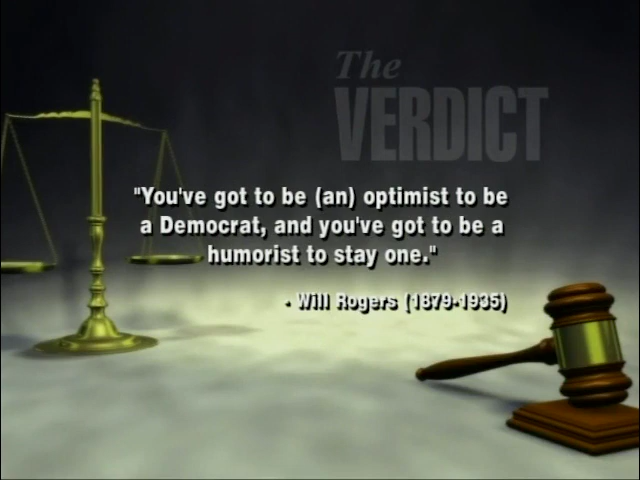 The
VERDICT
"You've got to be (an) optimist to be
a Democrat, and you've got to be a
humorist to stay one."
- Will Rogers (1879-1935)